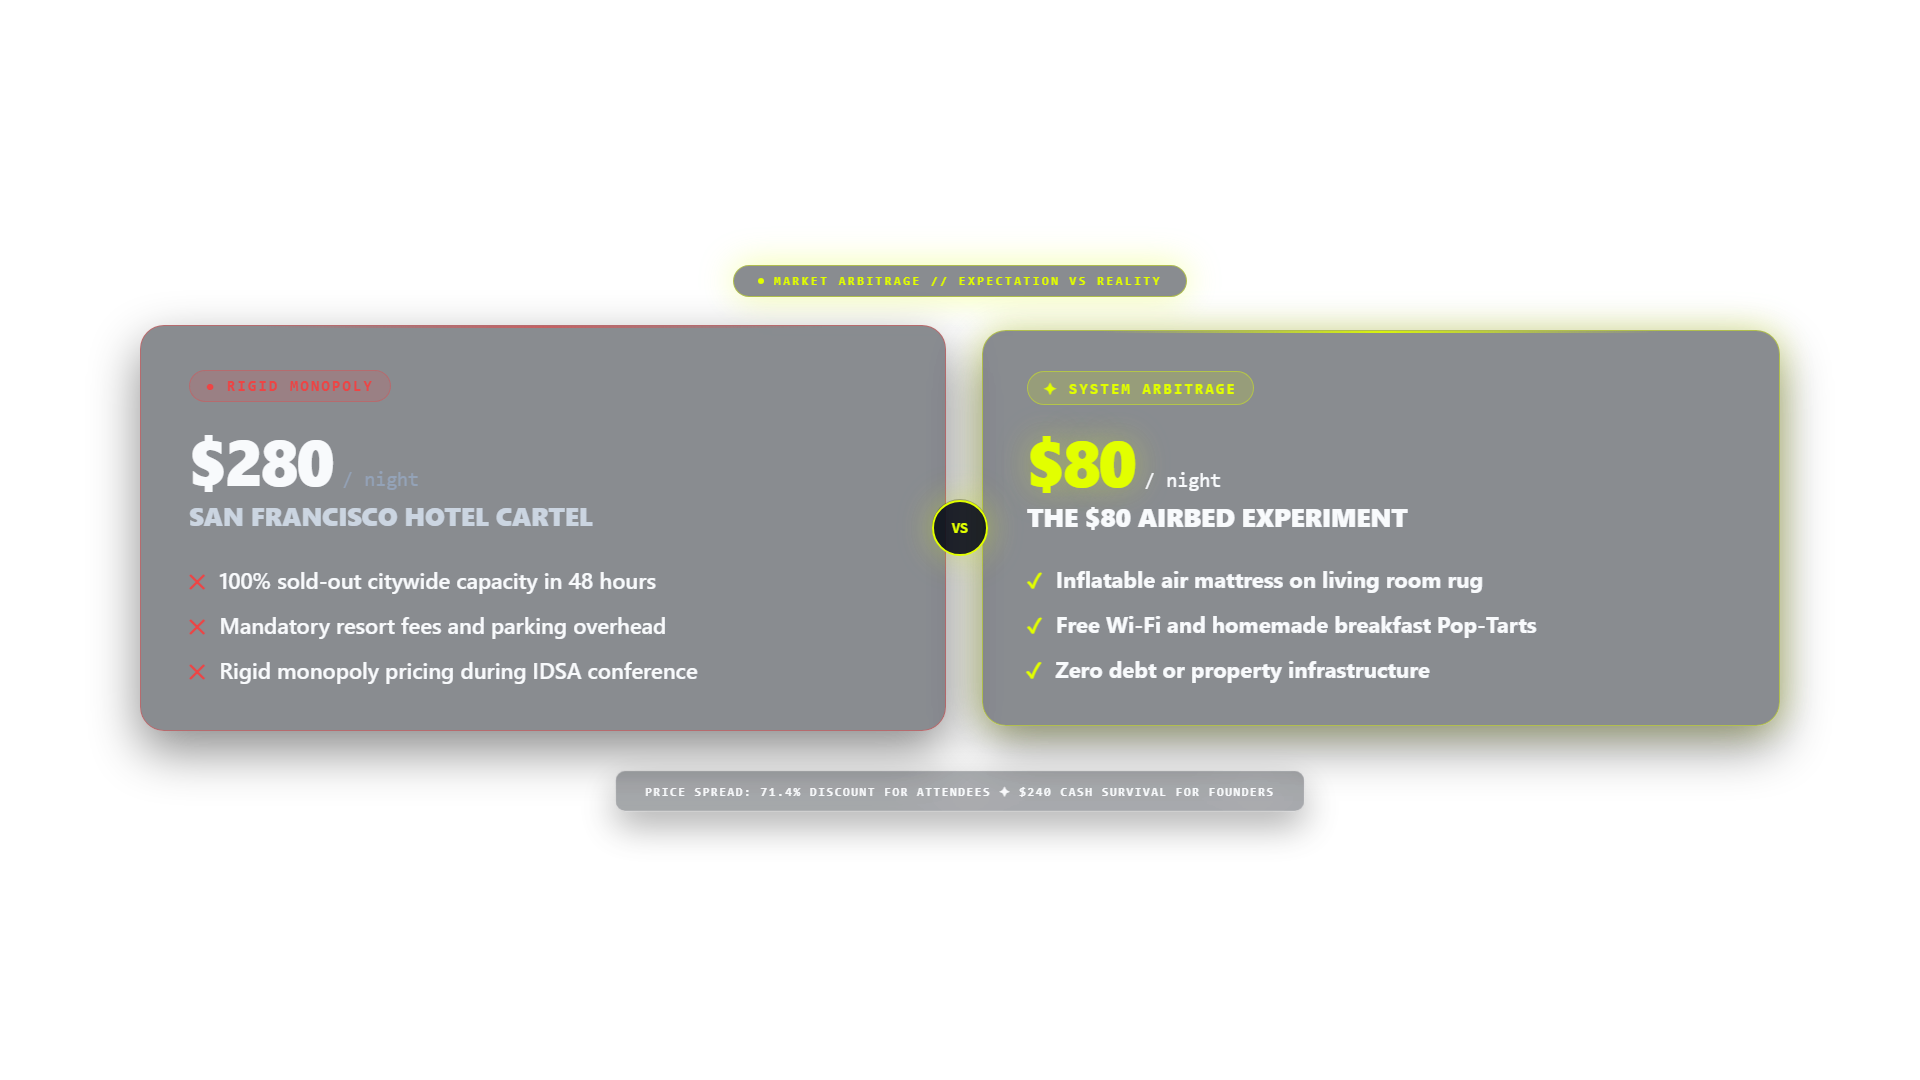 MARKET ARBITRAGE // EXPECTATION VS REALITY
RIGID MONOPOLY
$280 / night
SAN FRANCISCO HOTEL CARTEL
100% sold-out citywide capacity in 48 hours
Mandatory resort fees and parking overhead
Rigid monopoly pricing during IDSA conference
VS
SYSTEM ARBITRAGE
$80 / night
THE $80 AIRBED EXPERIMENT
Inflatable air mattress on living room rug
Free Wi-Fi and homemade breakfast Pop-Tarts
Zero debt or property infrastructure
PRICE SPREAD: 71.4% DISCOUNT FOR ATTENDEES ✦ $240 CASH SURVIVAL FOR FOUNDERS